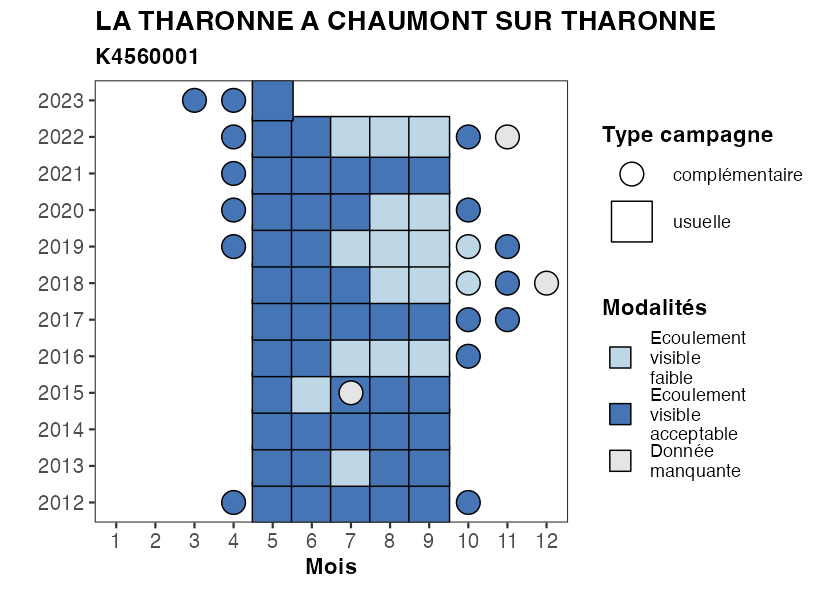 LA THARONNE A CHAUMONT SUR THARONNE
K4560001
2023
2022
2021
2020
2019
2018
2017
2016
2015
2014
2013
2012
1 2 3 4 5 6 7 8 9 10 11 12
Mois
Type campagne
complémentaire
usuelle
Modalités
Ecoulement
visible
faible
Ecoulement
visible
acceptable
Donnée
manquante